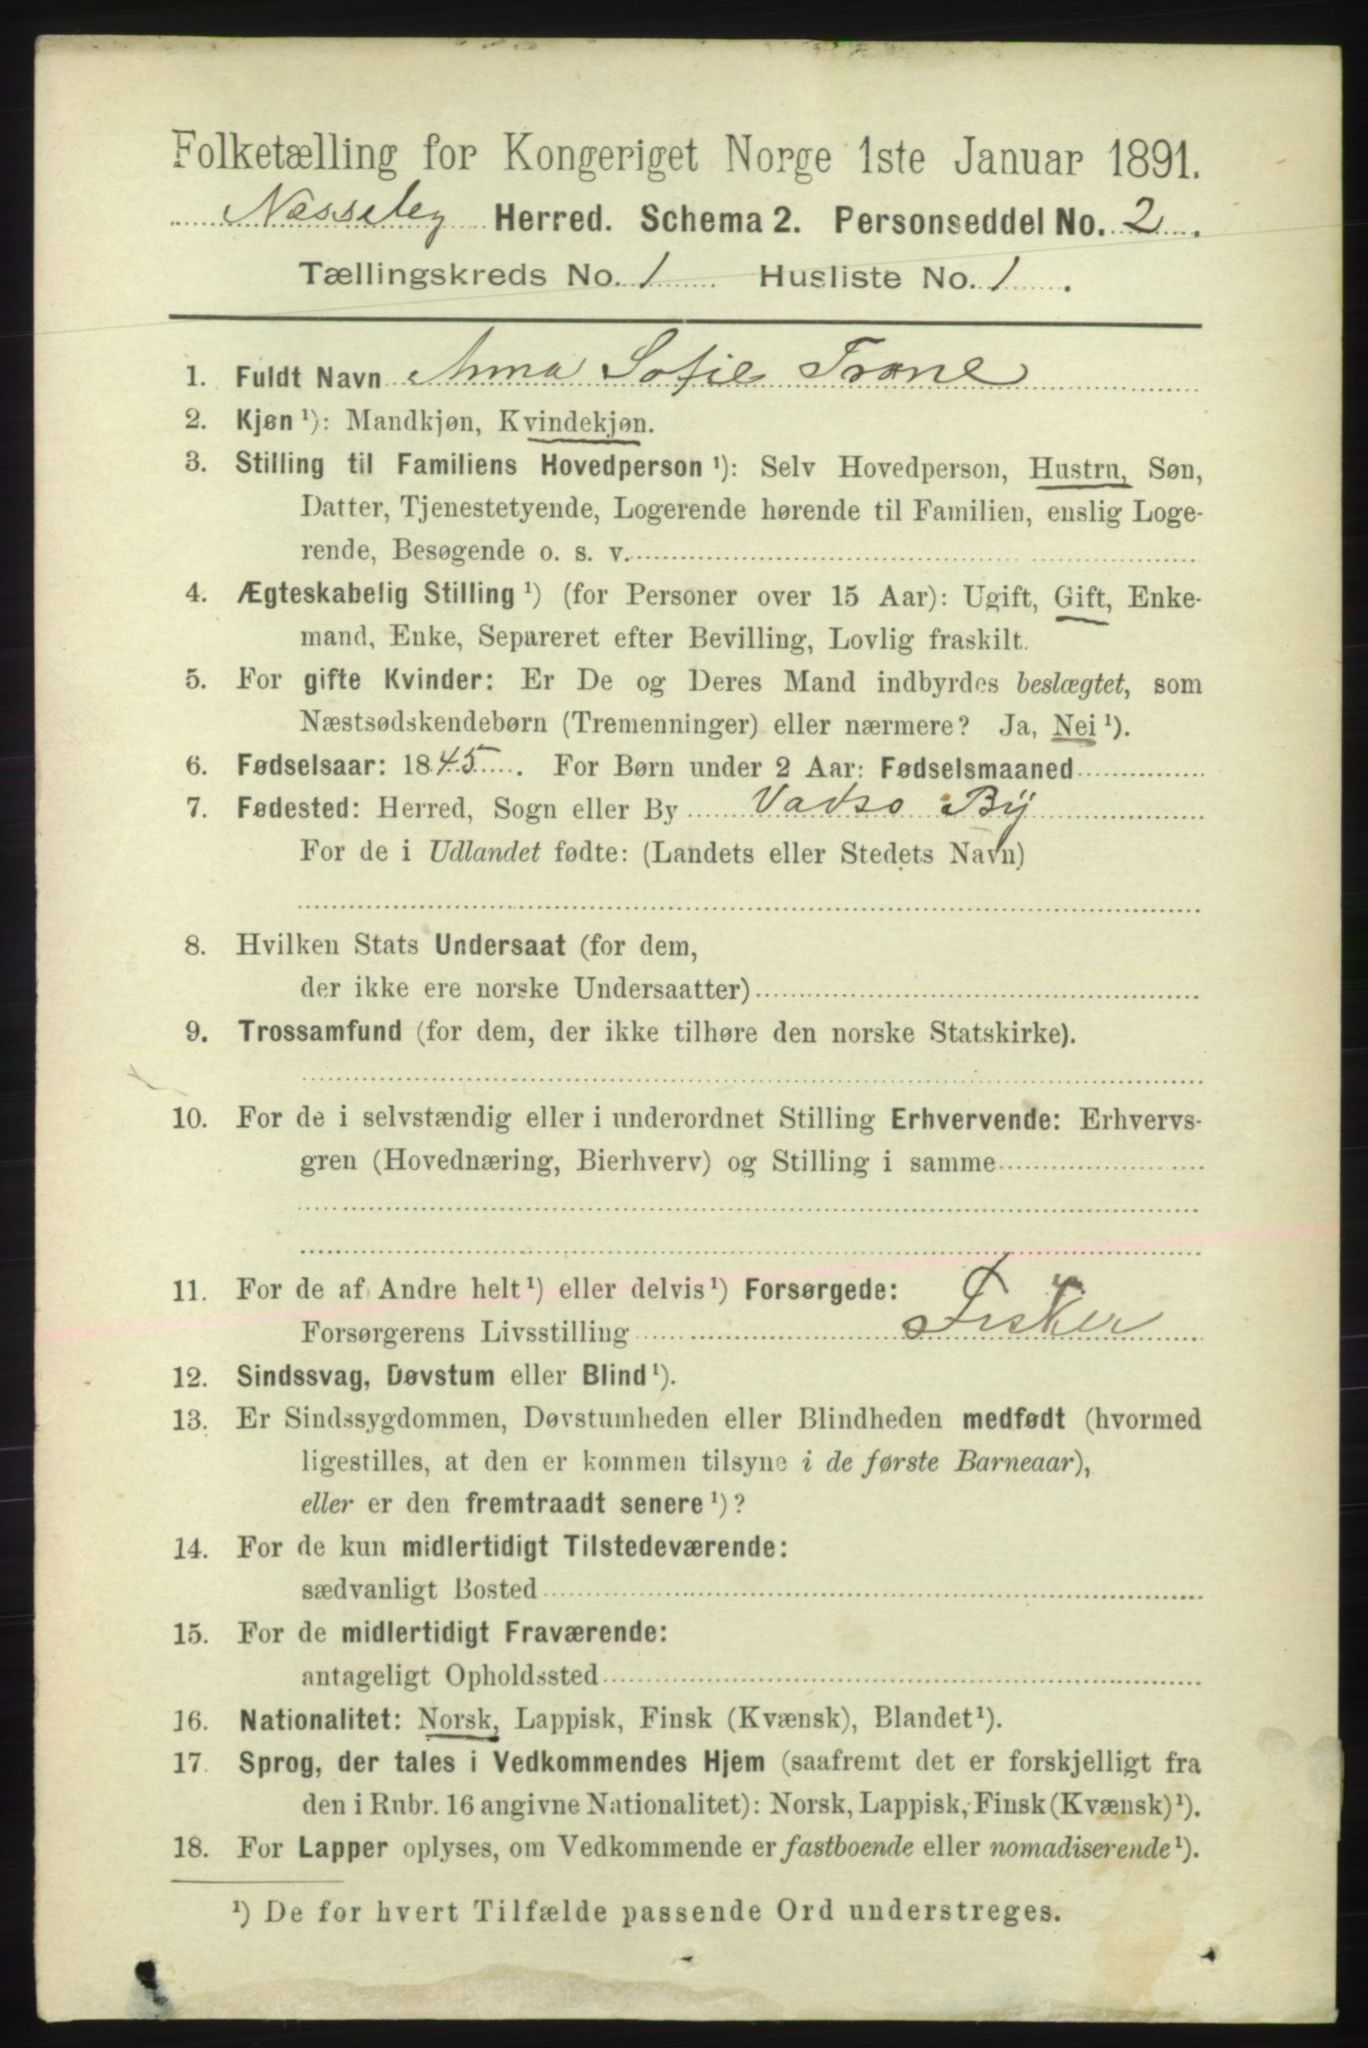 Folketælling for Kongeriget Norge 1ste Januar 1891.
Næsseby Herred. Schema 2. Personseddel No. 2.
Tællingskreds No. 1 Husliste No. 1.
1. Fuldt Navn Anna Sofie Trane
2. Kjøn ¹): Mandkjøn, Kvindekjøn.
3. Stilling til Familiens Hovedperson ¹): Selv Hovedperson, Hustru, Søn,
Datter, Tjenestetyende, Logerende hørende til Familien, enslig Loge-
rende, Besøgende o. s. v.
4. Ægteskabelig Stilling ¹) (for Personer over 15 Aar): Ugift, Gift, Enke-
mand, Enke, Separeret efter Bevilling, Lovlig fraskilt.
5. For gifte Kvinder: Er De og Deres Mand indbyrdes beslægtet, som
Næstsødskendebørn (Tremenninger) eller nærmere? Ja, Nei ¹).
6. Fødselsaar: 1845. For Børn under 2 Aar: Fødselsmaaned
7. Fødested: Herred, Sogn eller By Vadsø By
For de i Udlandet fødte: (Landets eller Stedets Navn)
8. Hvilken Stats Undersaat (for dem,
der ikke ere norske Undersaatter)
9. Trossamfund (for dem, der ikke tilhøre den norske Statskirke).
10. For de i selvstændig eller i underordnet Stilling Erhvervende: Erhvervs-
gren (Hovednæring, Bierhverv) og Stilling i samme
11. For de af Andre helt ¹) eller delvis ¹) Forsørgede:
Forsørgerens Livsstilling Fisker
12. Sindssvag, Døvstum eller Blind ¹).
13. Er Sindssygdommen, Døvstumheden eller Blindheden medfødt (hvormed
ligestilles, at den er kommen tilsyne i de første Barneaar),
eller er den fremtraadt senere ¹)?
14. For de kun midlertidigt Tilstedeværende:
sædvanligt Bosted
15. For de midlertidigt Fraværende:
antageligt Opholdssted
16. Nationalitet: Norsk, Lappisk, Finsk (Kvænsk), Blandet ¹).
17. Sprog, der tales i Vedkommendes Hjem (saafremt det er forskjelligt fra
den i Rubr. 16 angivne Nationalitet): Norsk, Lappisk, Finsk (Kvænsk) ¹).
18. For Lapper oplyses, om Vedkommende er fastboende eller nomadiserende ¹).
¹) De for hvert Tilfælde passende Ord understreges.